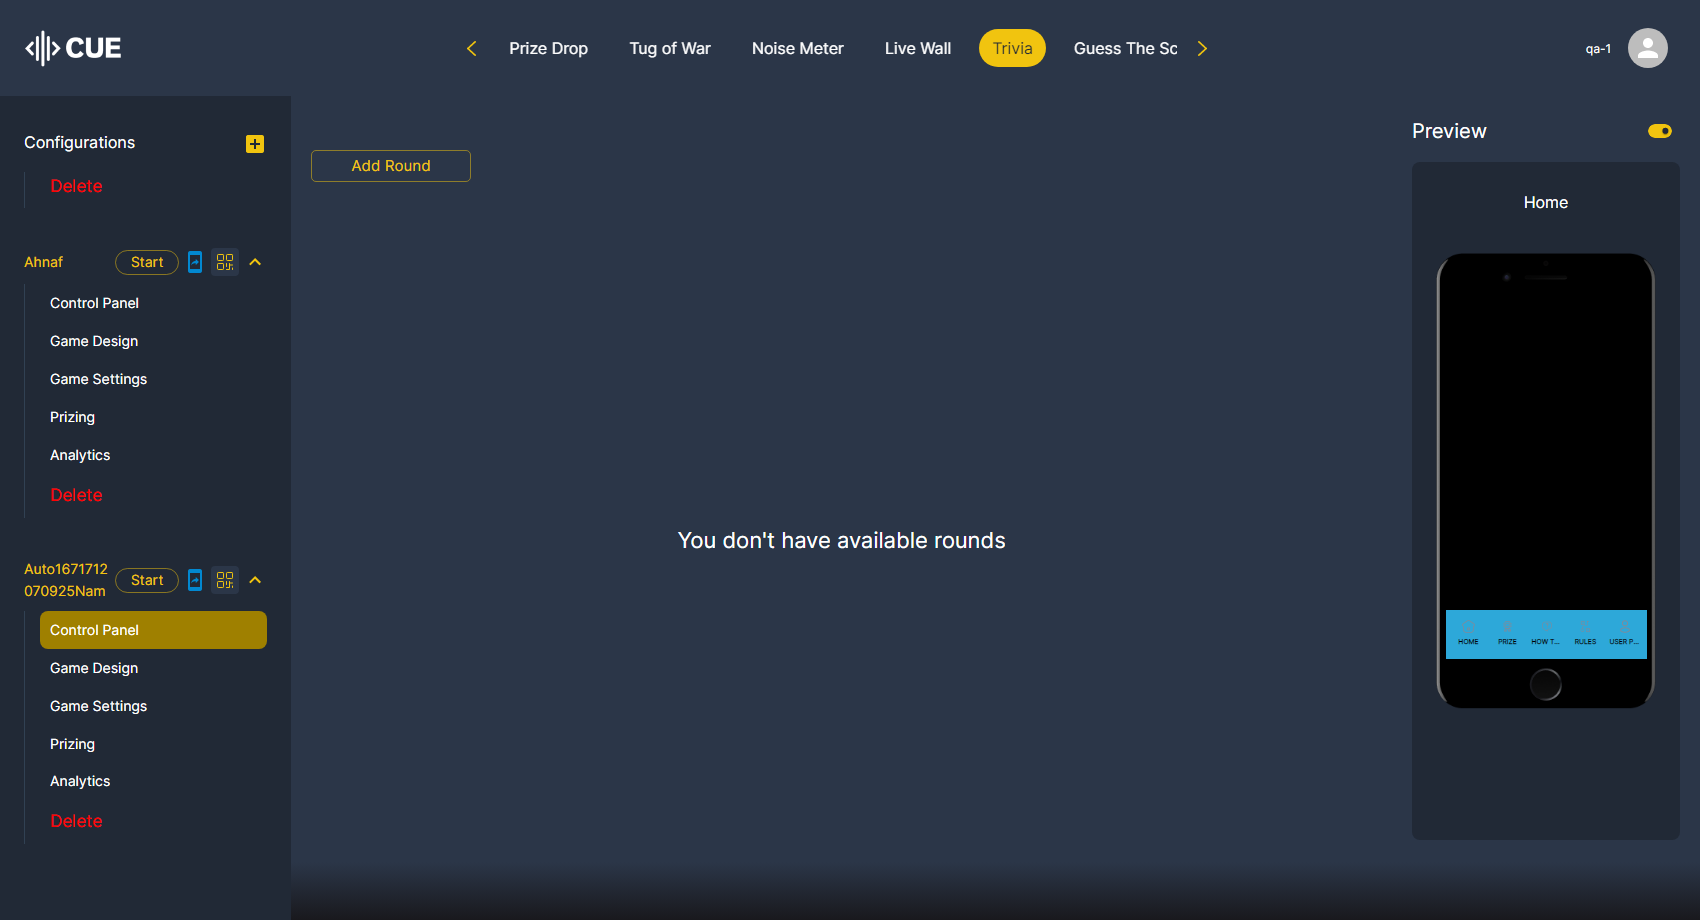 CUE
Prize Drop
Tug of War
Noise Meter
Live Wall
Trivia
Guess The Sc
qa-1
Configurations
Delete
Ahnaf
Start
Control Panel
Game Design
Game Settings
Prizing
Analytics
Delete
Auto1671712
070925Nam
Start
Control Panel
Game Design
Game Settings
Prizing
Analytics
Delete
Add Round
You don't have available rounds
Preview
Home
HOME
PRIZE
HOW T...
RULES
USER P...